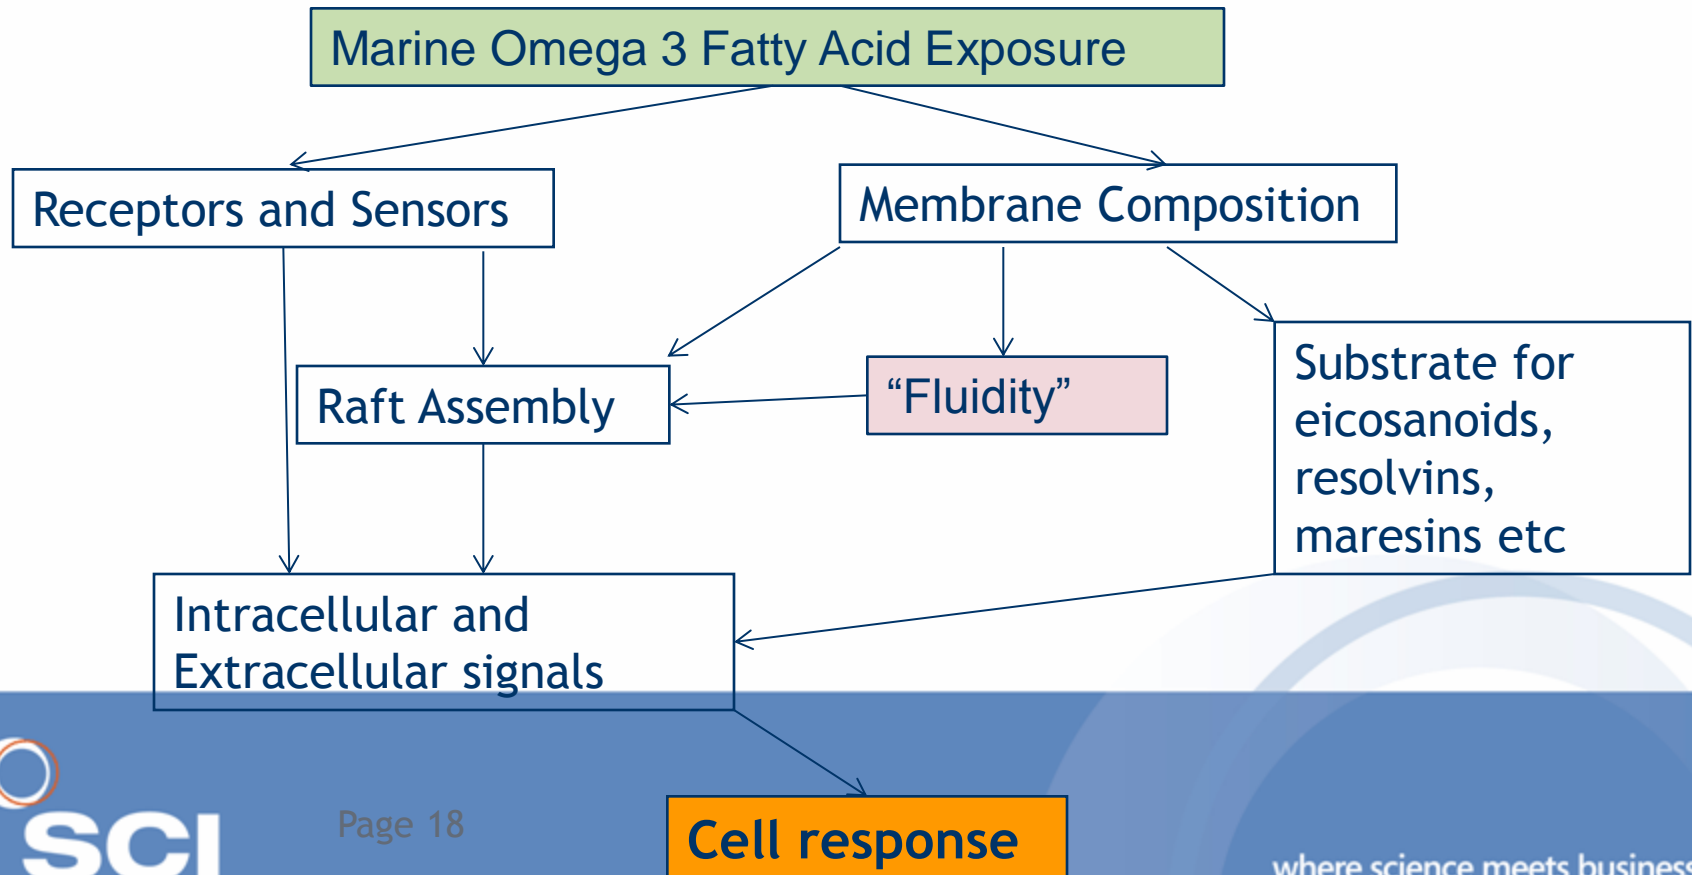 Marine Omega 3 Fatty Acid Exposure
Receptors and Sensors
Membrane Composition
Raft Assembly
“Fluidity”
Substrate for
eicosanoids,
resolvins,
maresins etc
Intracellular and
Extracellular signals
Cell response
SCI
Page 18
where science meets business